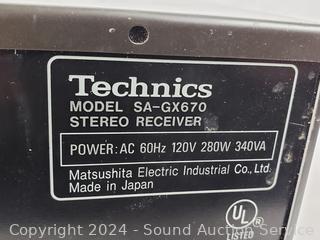 Technics
MODEL SA-GX670
STEREO RECEIVER
POWER: AC 60Hz 120V 280W 340VA
Matsushita Electric Industrial Co., Ltd.
Made in Japan
UL ®
LISTED
Copyright 2024 - Sound Auction Service -